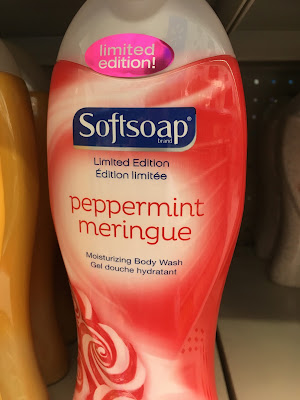 limited
edition!
Softsoap
brand
Limited Edition
Édition limitée
peppermint
meringue
Moisturizing Body Wash
Gel douche hydratant